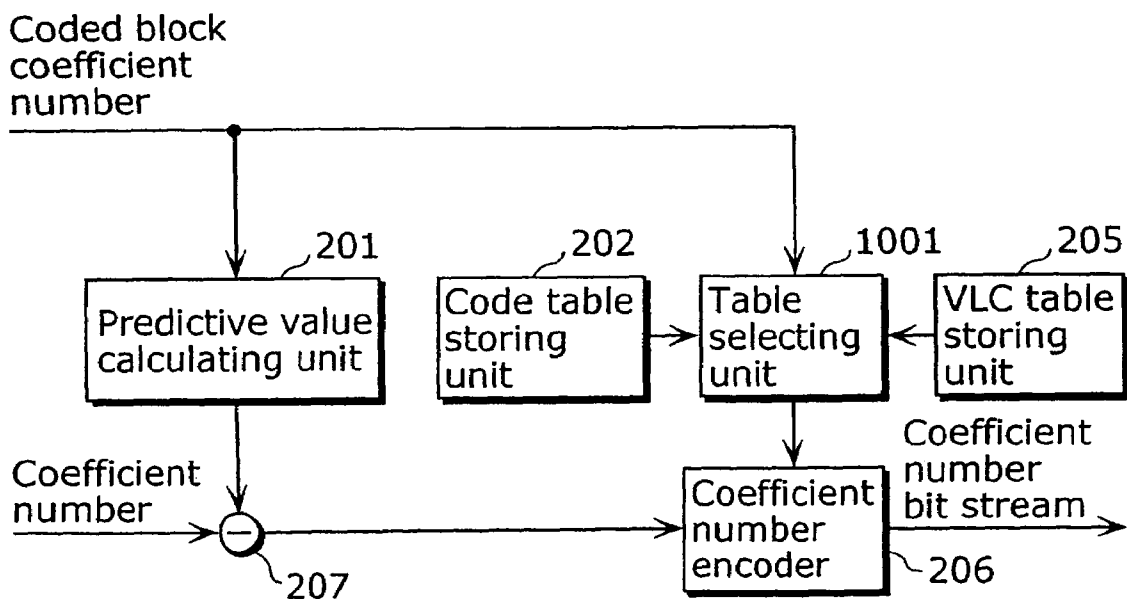 Coded block
coefficient
number
201
202
1001
205
Predictive value
calculating unit
Code table
storing
unit
Table
selecting
unit
VLC table
storing
unit
Coefficient
number
−
207
Coefficient
number
encoder
206
Coefficient
number
bit stream